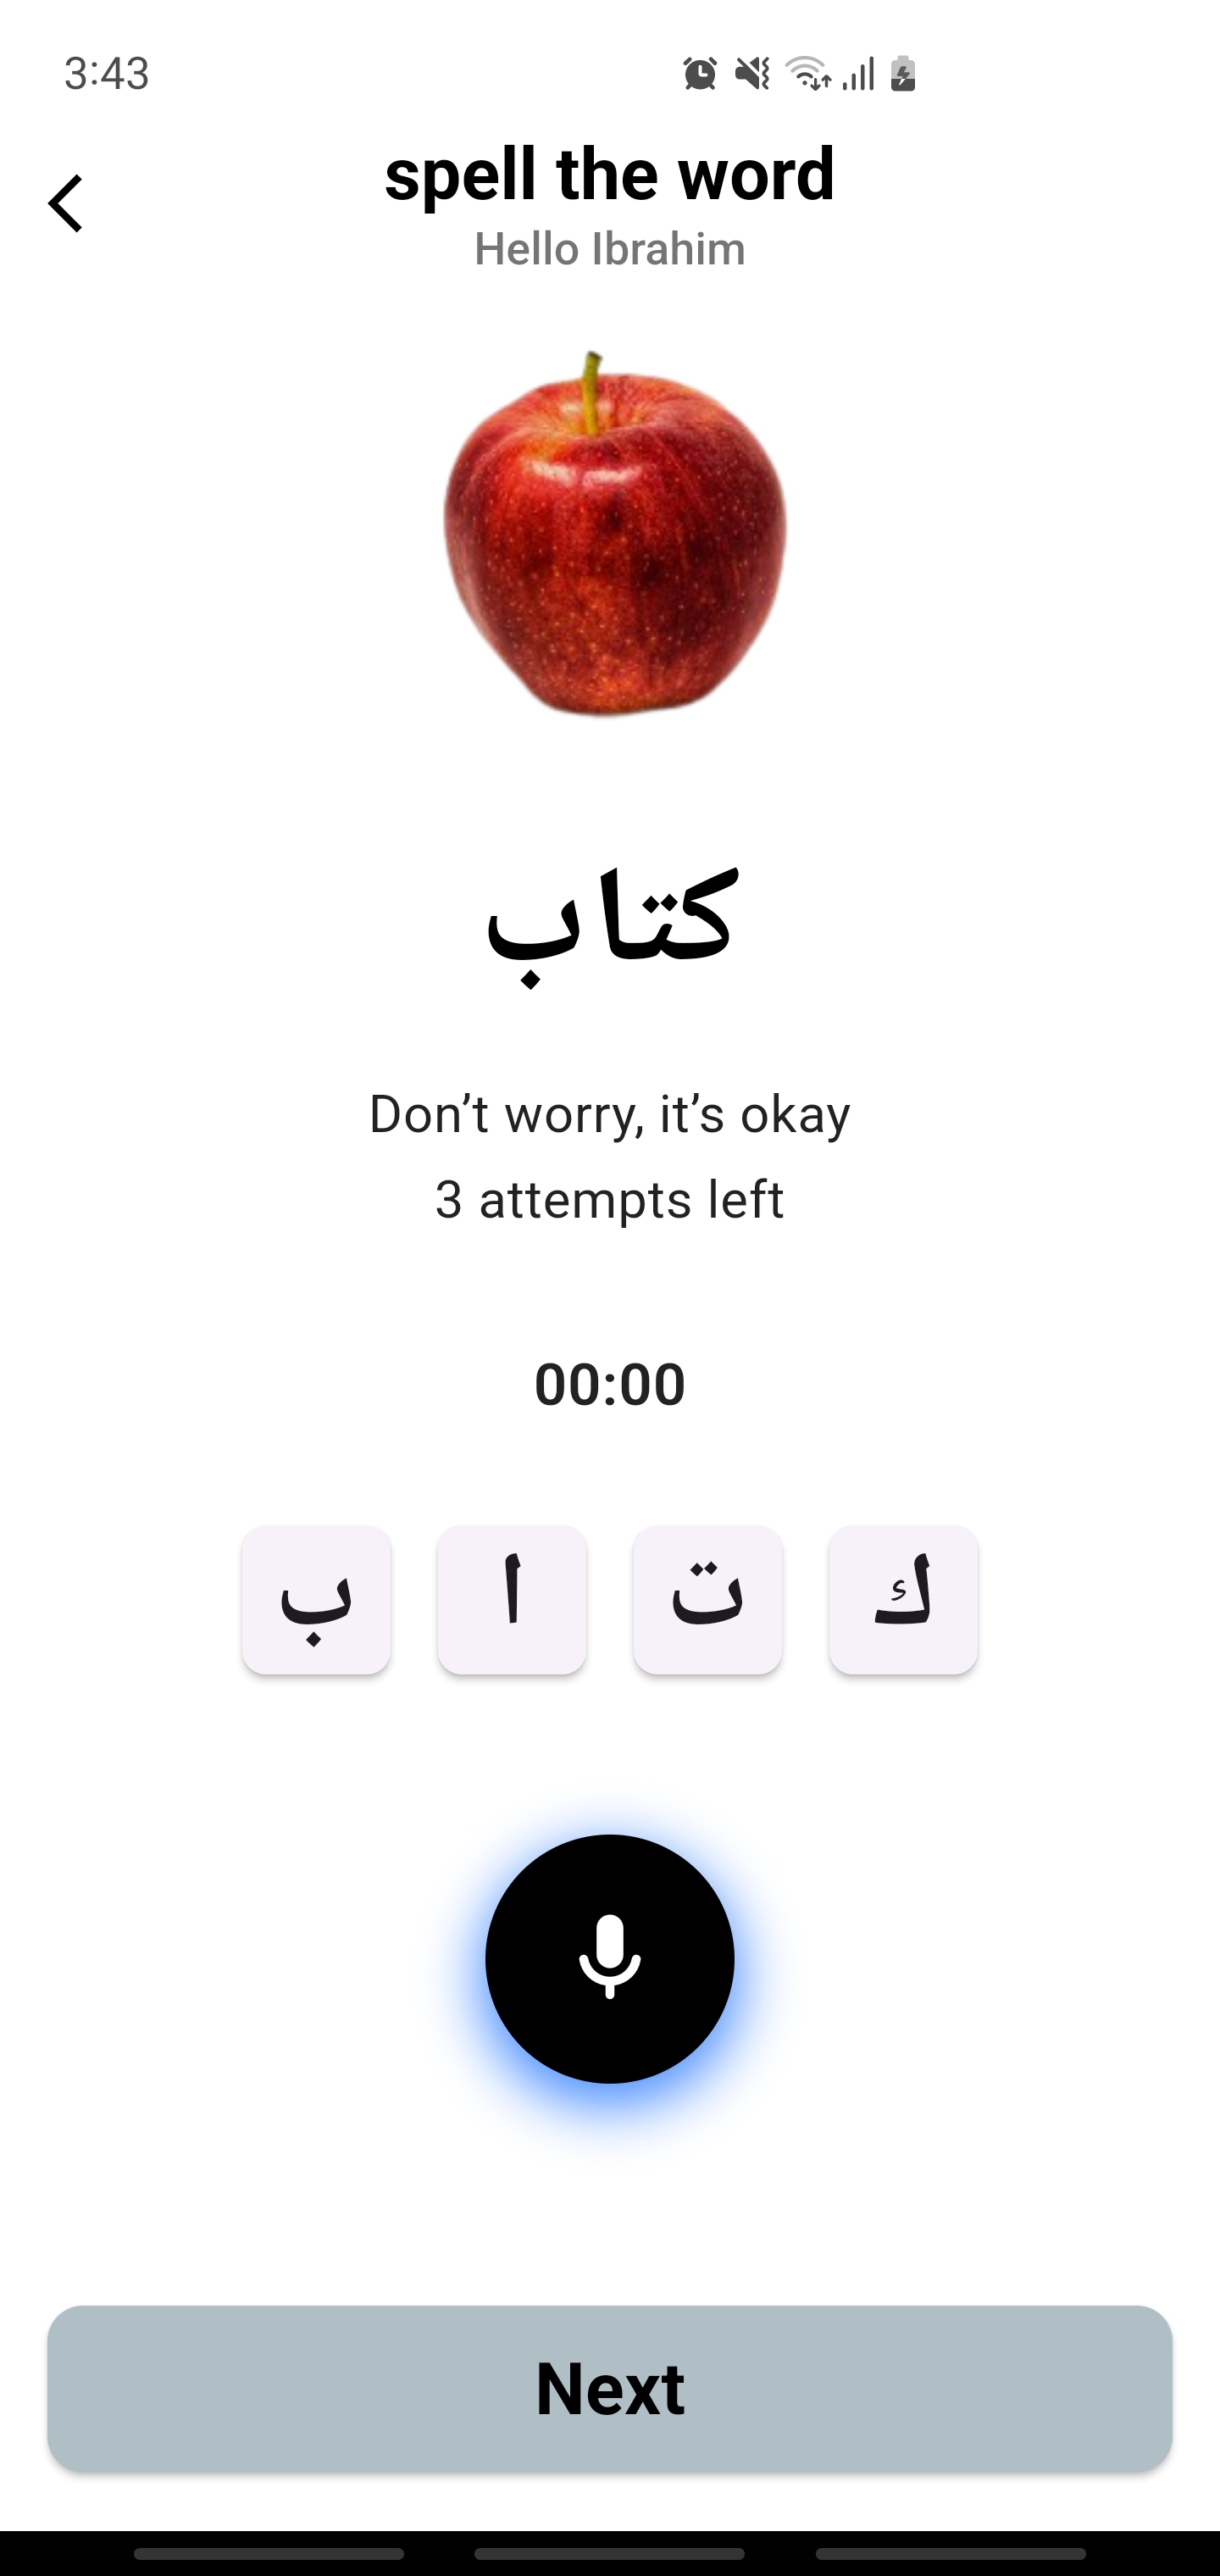 3:43
spell the word
Hello Ibrahim
كتاب
Don’t worry, it’s okay
3 attempts left
00:00
ك ت ا ب
Next